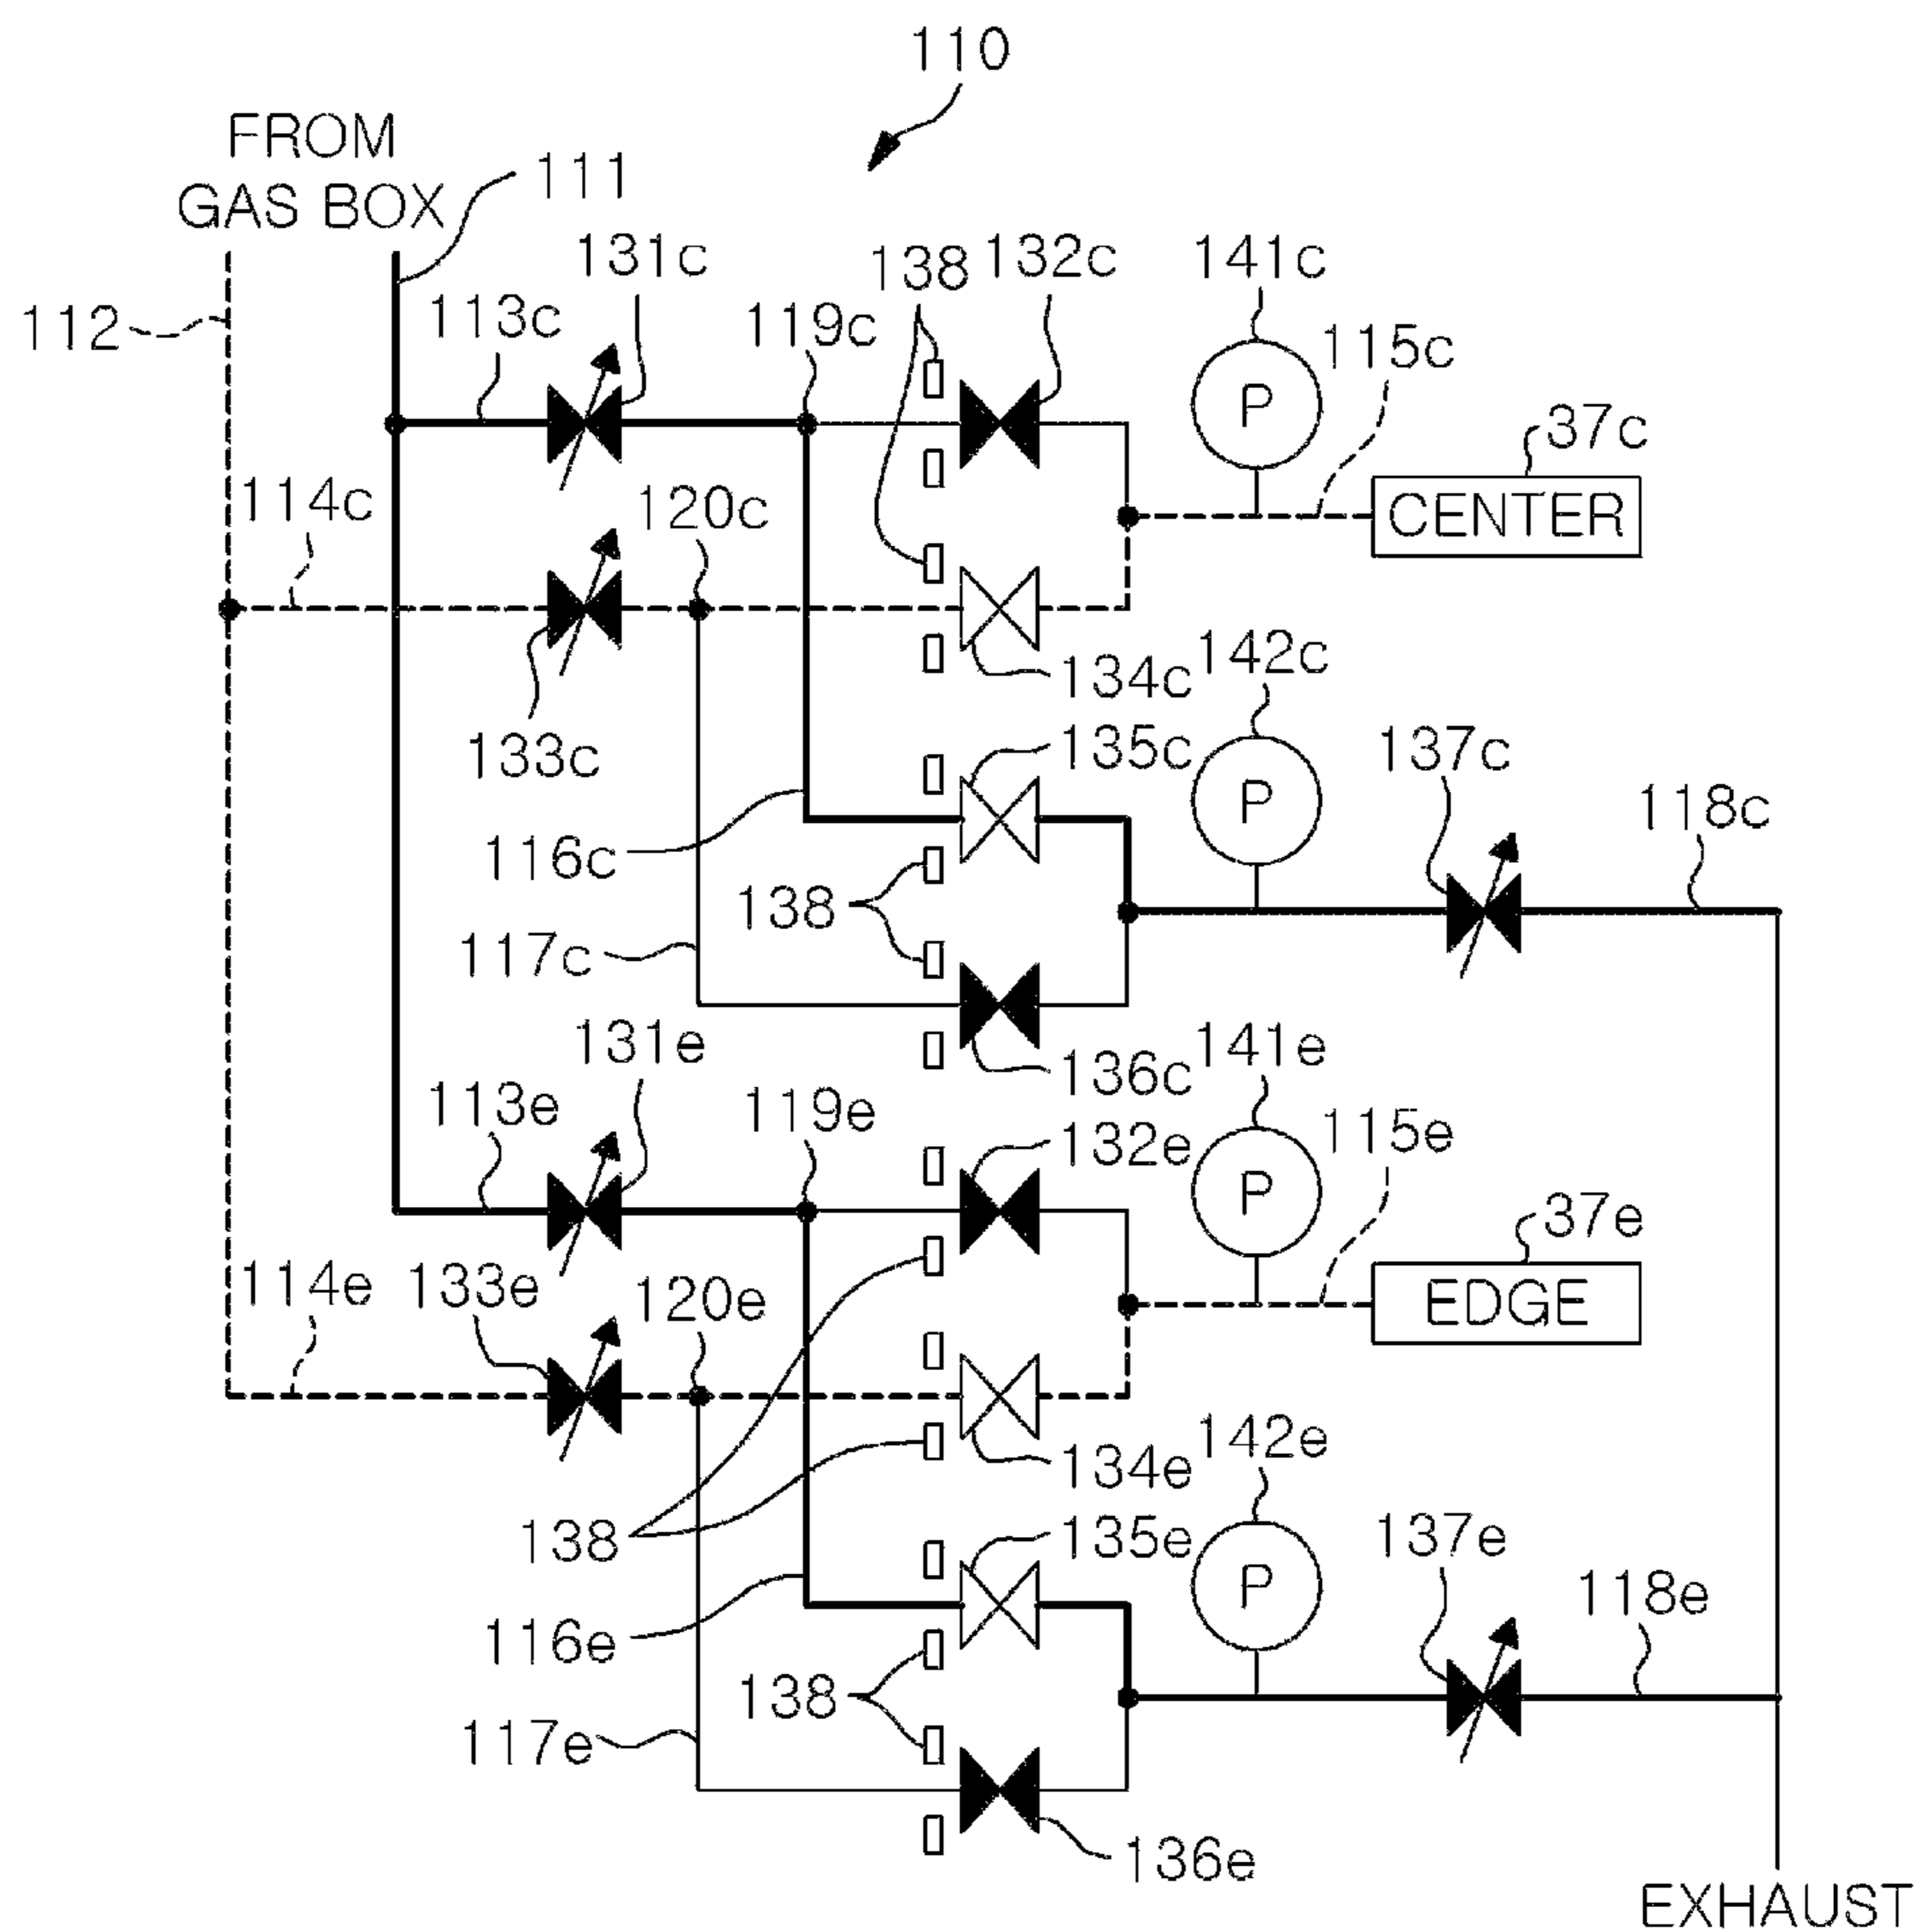 110
FROM
GAS BOX
111
131c
138
132c
141c
112
113c
119c
115c
P
37c
CENTER
114c
120c
134c
142c
133c
135c
137c
P
118c
116c
138
117c
131e
136c
141e
113e
119e
132e
115e
P
37e
EDGE
114e
133e
120e
134e
142e
138
135e
137e
P
118e
116e
138
117e
136e
EXHAUST